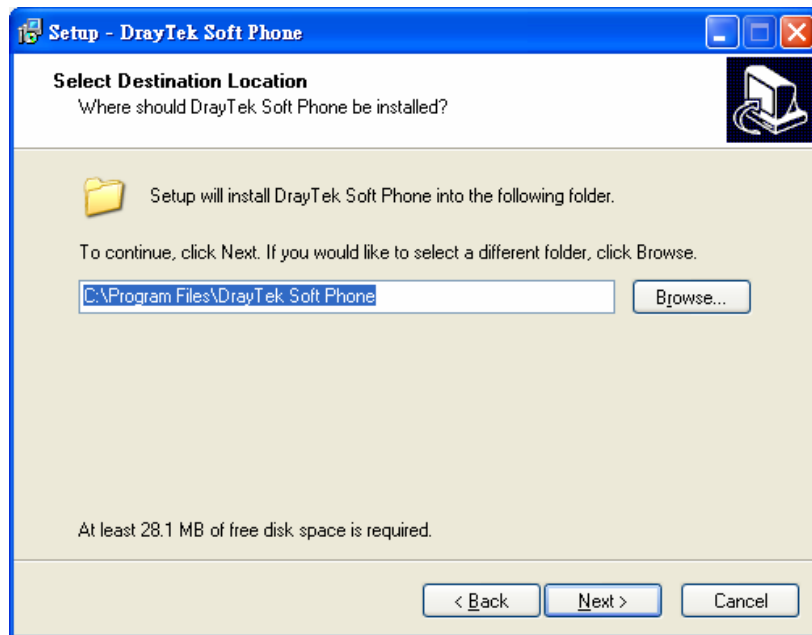 Setup - DrayTek Soft Phone
Select Destination Location
Where should DrayTek Soft Phone be installed?
Setup will install DrayTek Soft Phone into the following folder.
To continue, click Next. If you would like to select a different folder, click Browse.
C:\Program Files\DrayTek Soft Phone
Browse...
At least 28.1 MB of free disk space is required.
< Back
Next >
Cancel